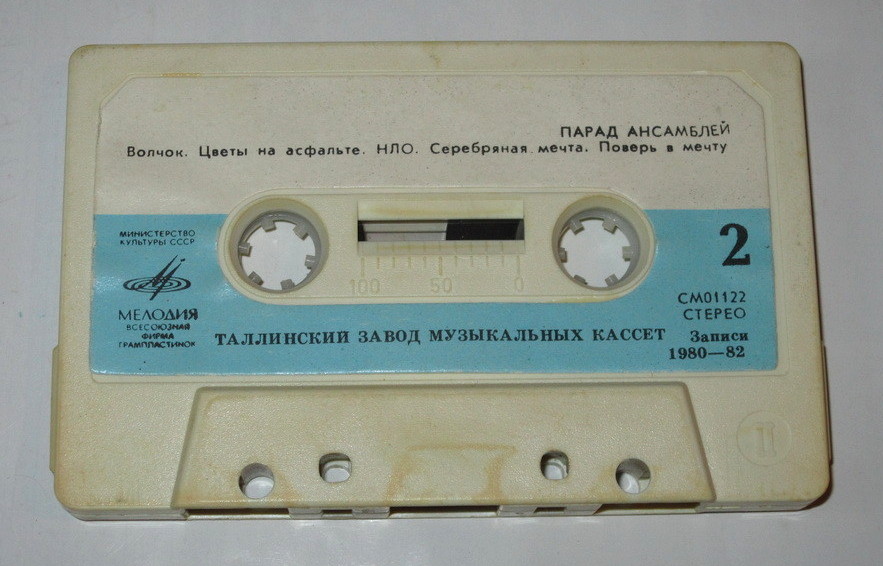 ПАРАД АНСАМБЛЕЙ
Волчок. Цветы на асфальте. НЛО. Серебряная мечта. Поверь в мечту
МИНИСТЕРСТВО
КУЛЬТУРЫ СССР
2
100 50 0
МЕЛОДИЯ
ВСЕСОЮЗНАЯ
ФИРМА
ГРАМПЛАСТИНОК
СМ01122
СТЕРЕО
ТАЛЛИНСКИЙ ЗАВОД МУЗЫКАЛЬНЫХ КАССЕТ
Записи
1980—82
II